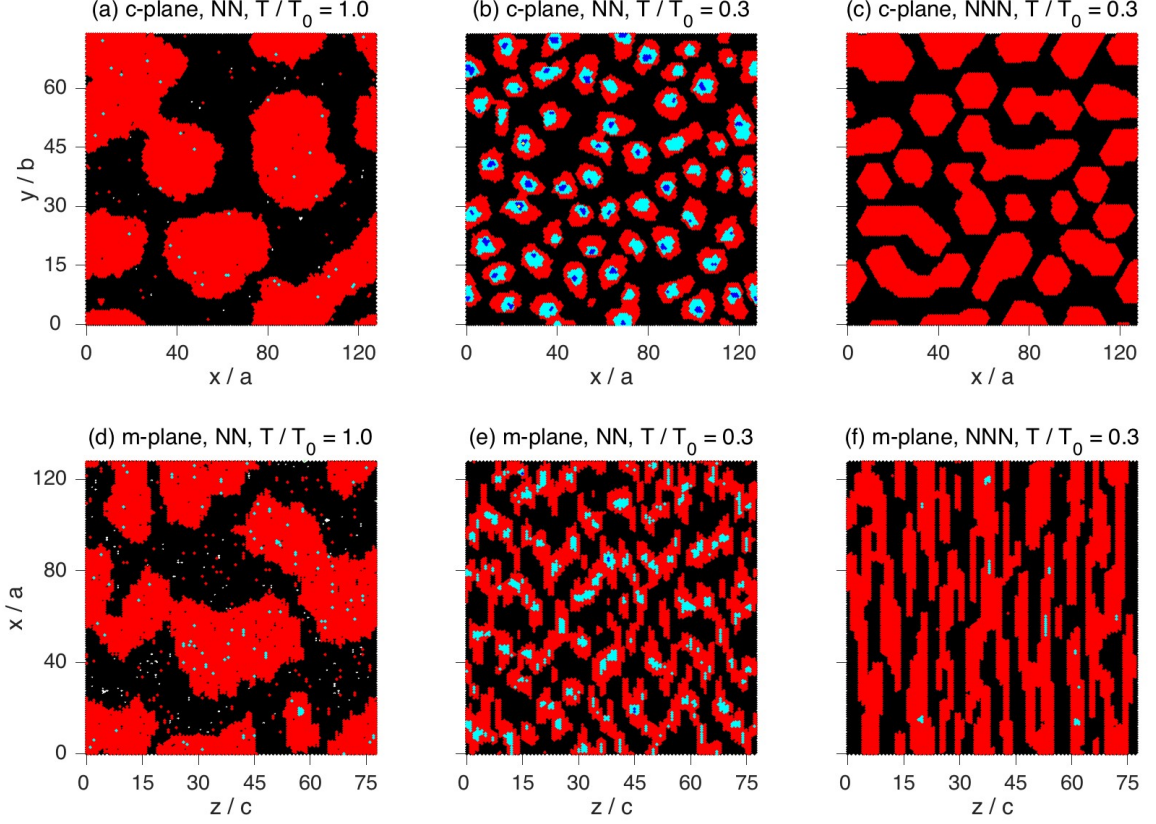 (a) c-plane, NN, T / T0 = 1.0
(b) c-plane, NN, T / T0 = 0.3
(c) c-plane, NNN, T / T0 = 0.3
y / b
60
45
30
15
0
0 40 80 120
x / a
0 40 80 120
x / a
0 40 80 120
x / a
(d) m-plane, NN, T / T0 = 1.0
(e) m-plane, NN, T / T0 = 0.3
(f) m-plane, NNN, T / T0 = 0.3
x / a
120
80
40
0
0 15 30 45 60 75
z / c
0 15 30 45 60 75
z / c
0 15 30 45 60 75
z / c